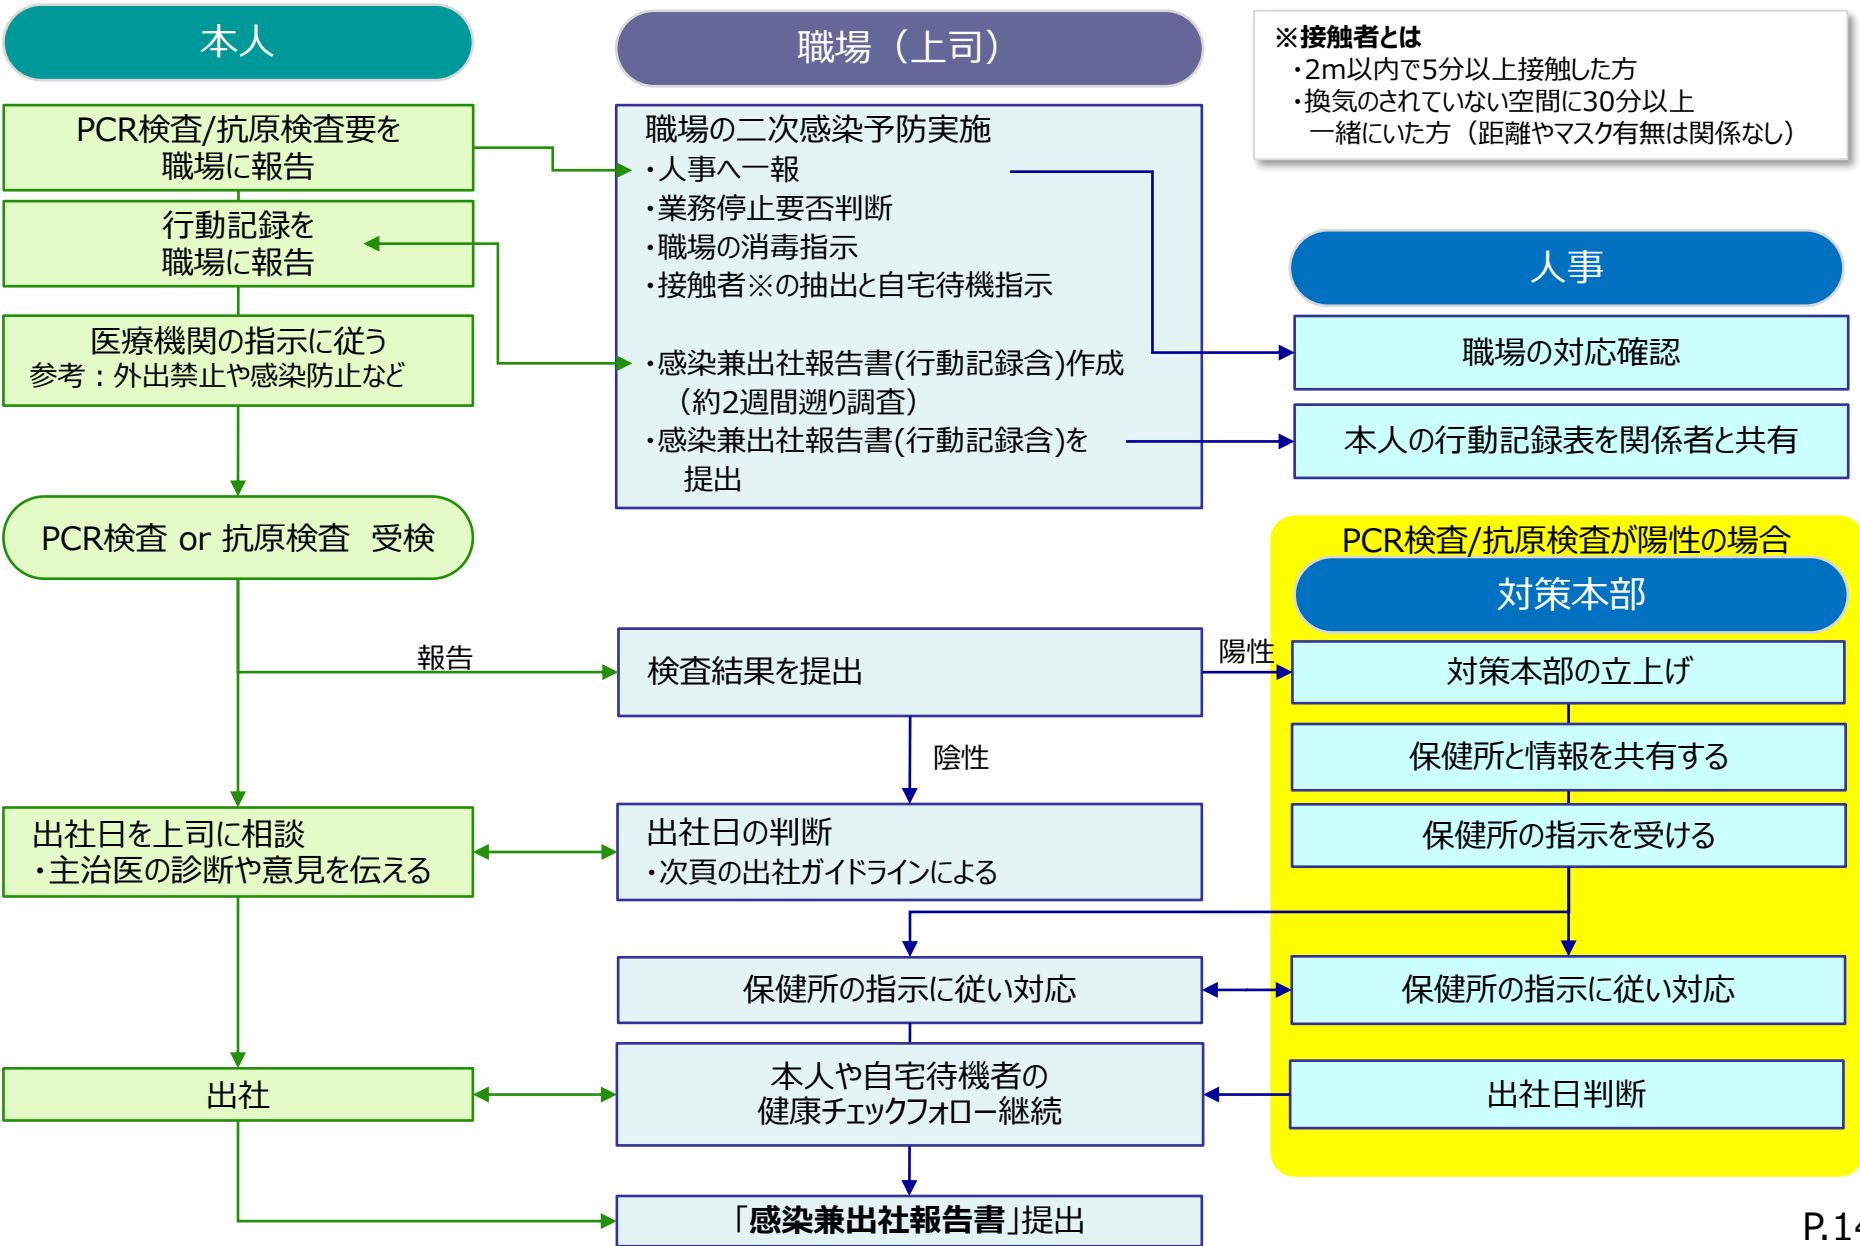 本人
PCR検査/抗原検査要を
職場に報告
行動記録を
職場に報告
医療機関の指示に従う
参考：外出禁止や感染防止など
PCR検査 or 抗原検査　受検
出社日を上司に相談
・主治医の診断や意見を伝える
出社
職場（上司）
職場の二次感染予防実施
・人事へ一報
・業務停止要否判断
・職場の消毒指示
・接触者※の抽出と自宅待機指示
・感染兼出社報告書(行動記録含)作成
（約2週間遡り調査）
・感染兼出社報告書(行動記録含)を
提出
報告
検査結果を提出
陽性
陰性
出社日の判断
・次頁の出社ガイドラインによる
保健所の指示に従い対応
本人や自宅待機者の
健康チェックフォロー継続
「感染兼出社報告書」提出
※接触者とは
・2m以内で5分以上接触した方
・換気のされていない空間に30分以上
一緒にいた方（距離やマスク有無は関係なし）
人事
職場の対応確認
本人の行動記録表を関係者と共有
PCR検査/抗原検査が陽性の場合
対策本部
対策本部の立上げ
保健所と情報を共有する
保健所の指示を受ける
保健所の指示に従い対応
出社日判断
P.14